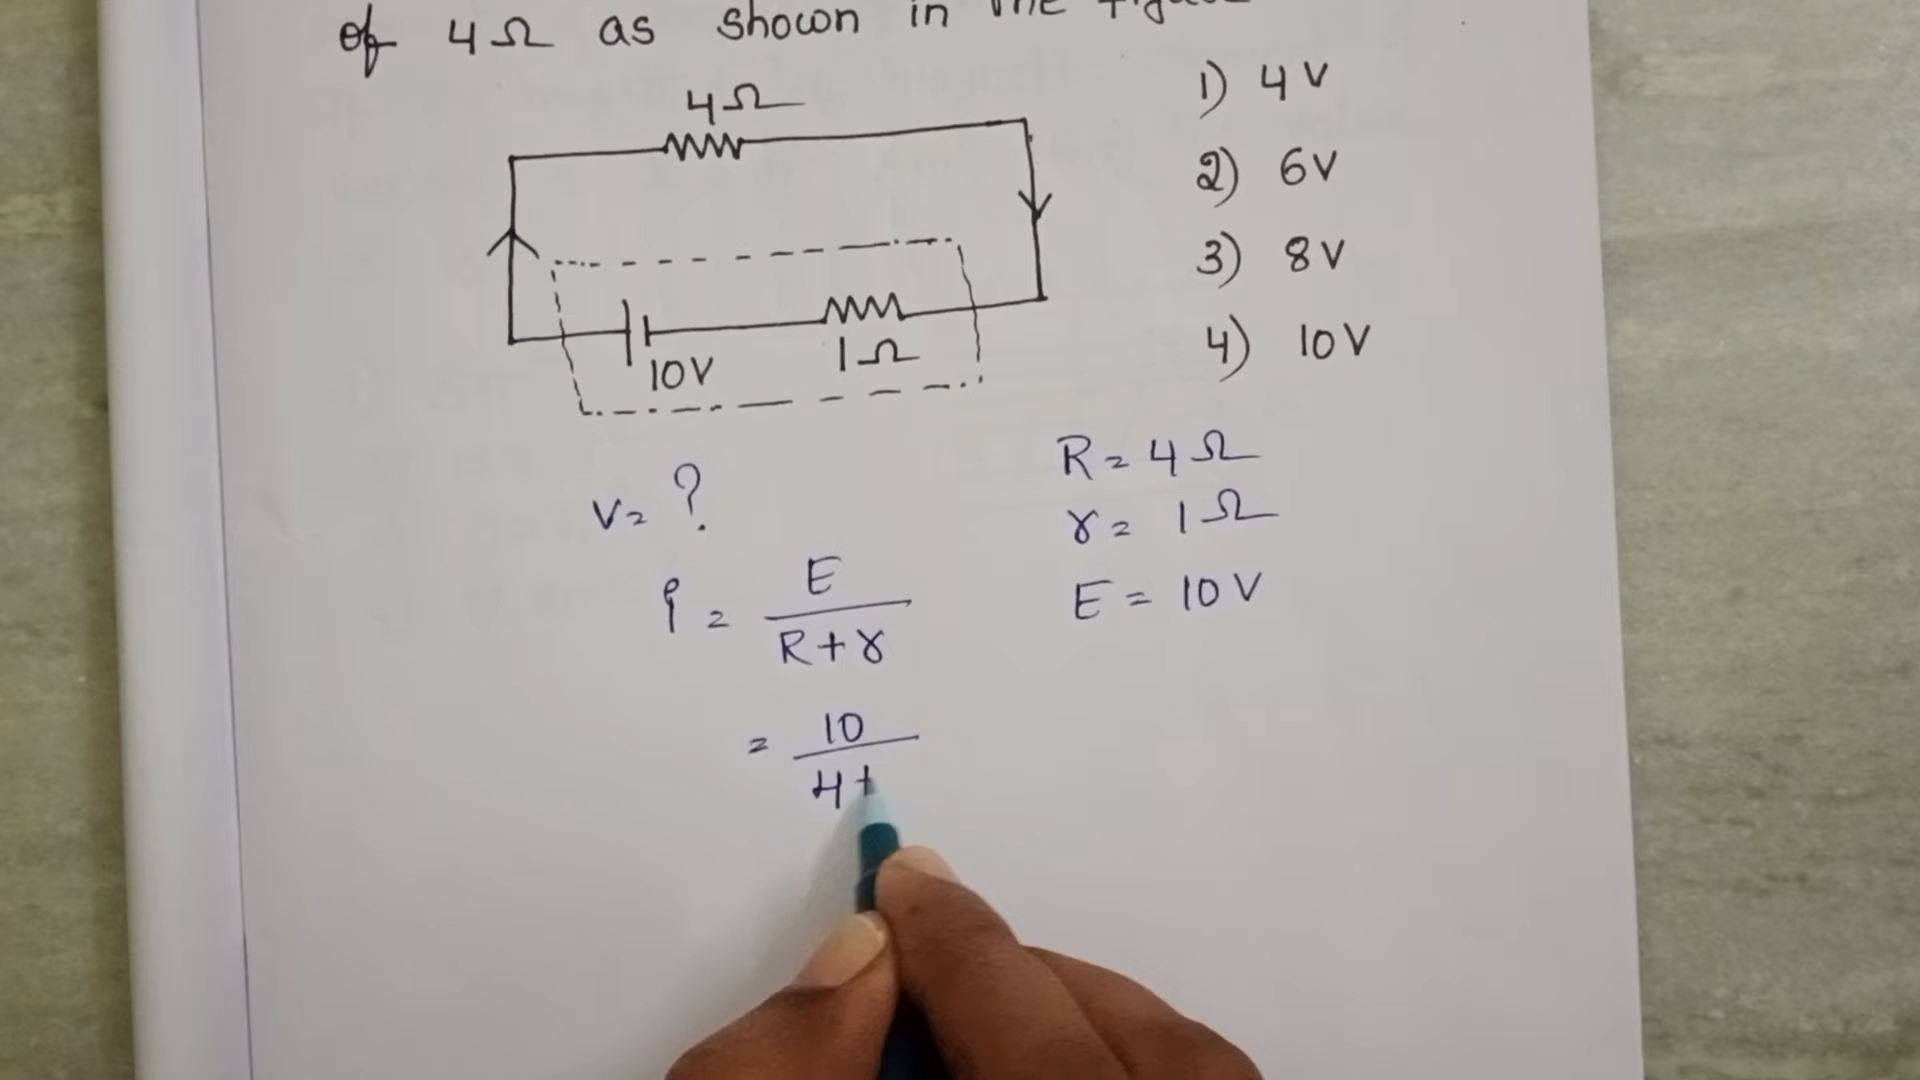 of 4Ω as shown in the
4Ω
1) 4V
2) 6V
3) 8V
4) 10V
10V
1Ω
R = 4Ω
r = 1Ω
E = 10V
V = ?
i = E / R + r
= 10 / 4 +